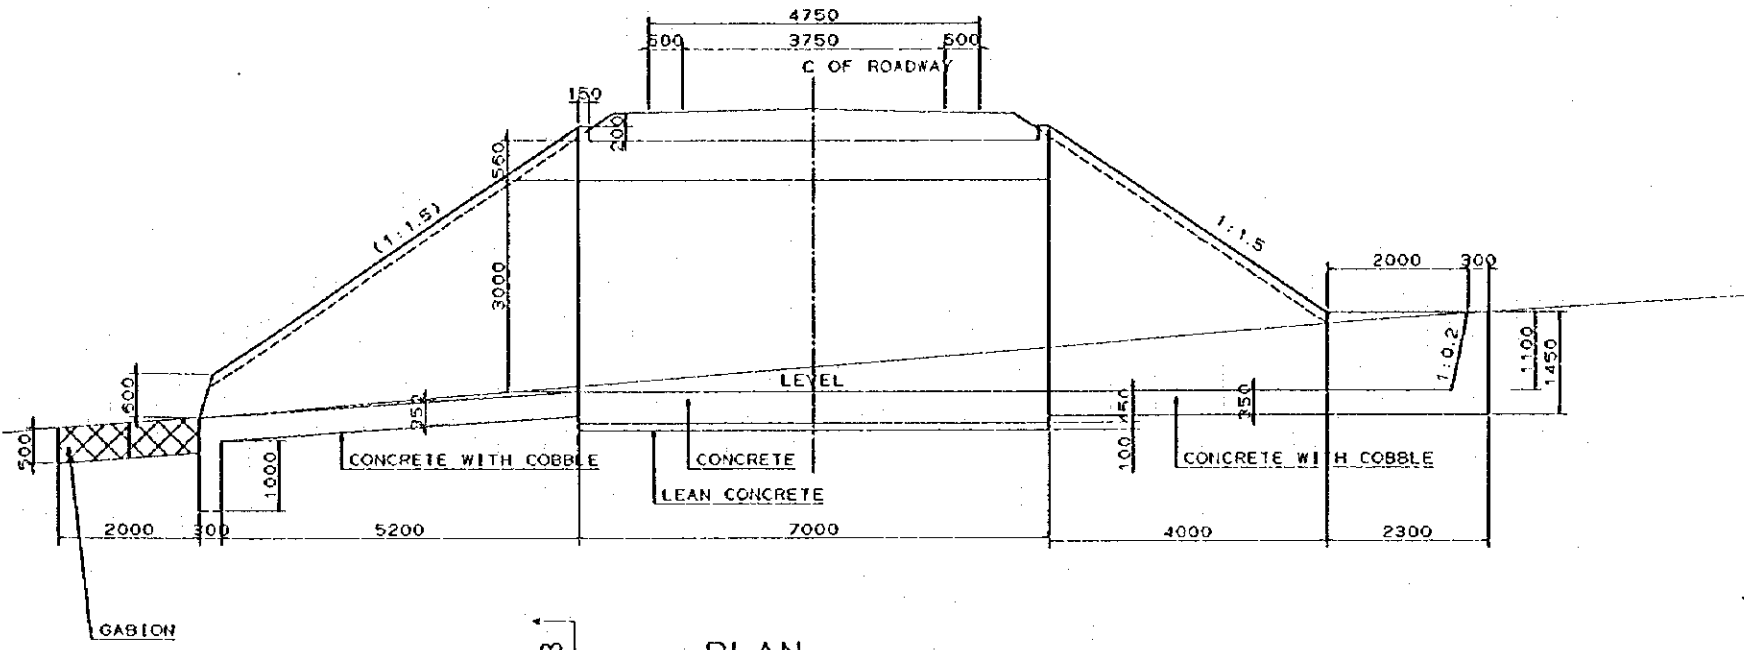 4750
500 3750 500
C OF ROADWAY
150
200
560
(1:1.5)
1:1.5
3000
2000 300
1:0.2
1100
1450
LEVEL
600
350
450
350
500
CONCRETE WITH COBBLE
CONCRETE
100
CONCRETE WITH COBBLE
1000
LEAN CONCRETE
2000 300 5200 7000 4000 2300
GABION
B
PLAN